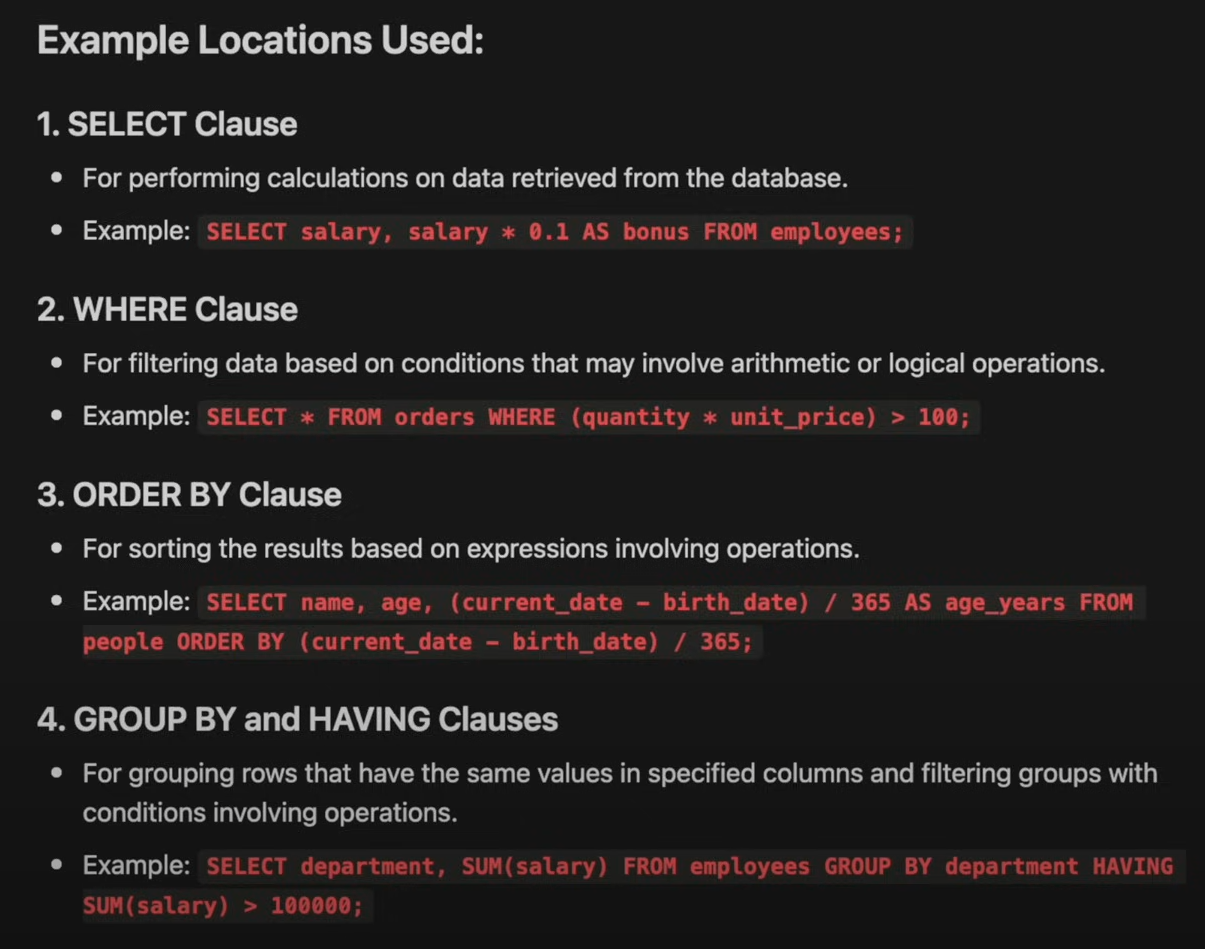 Example Locations Used:
1. SELECT Clause
• For performing calculations on data retrieved from the database.
• Example: SELECT salary, salary * 0.1 AS bonus FROM employees;
2. WHERE Clause
• For filtering data based on conditions that may involve arithmetic or logical operations.
• Example: SELECT * FROM orders WHERE (quantity * unit_price) > 100;
3. ORDER BY Clause
• For sorting the results based on expressions involving operations.
• Example: SELECT name, age, (current_date - birth_date) / 365 AS age_years FROM
people ORDER BY (current_date - birth_date) / 365;
4. GROUP BY and HAVING Clauses
• For grouping rows that have the same values in specified columns and filtering groups with
conditions involving operations.
• Example: SELECT department, SUM(salary) FROM employees GROUP BY department HAVING
SUM(salary) > 100000;